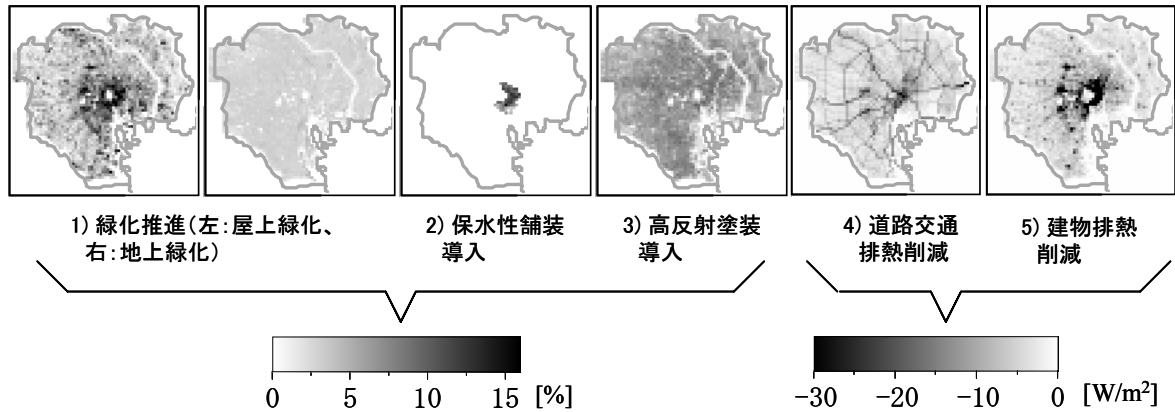 1) 緑化推進(左:屋上緑化、
右:地上緑化)
2) 保水性舗装
導入
3) 高反射塗装
導入
4) 道路交通
排熱削減
5) 建物排熱
削減
0 5 10 15 [%]
-30 -20 -10 0 [W/m²]